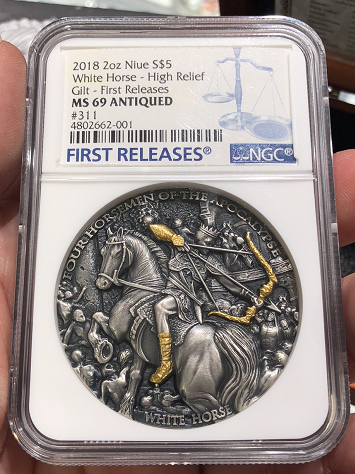 2018 2oz Niue S$5
White Horse - High Relief
Gilt - First Releases
MS 69 ANTIQUED
#311
4802662-001
FIRST RELEASES®
NGC®
FOUR HORSEMEN OF THE APOCALYPSE
WHITE HORSE